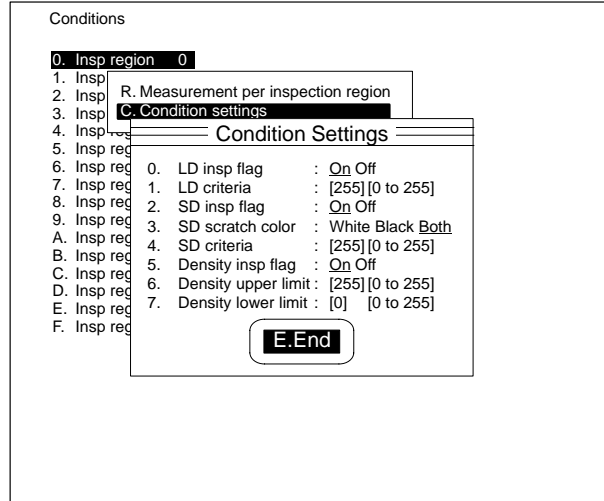 Conditions
0. Insp region 0
1. Insp
2. Insp
R. Measurement per inspection region
3. Insp
C. Condition settings
4. Insp reg
Condition Settings
5. Insp reg
6. Insp reg
0. LD insp flag : On Off
7. Insp reg
1. LD criteria : [255] [0 to 255]
8. Insp reg
2. SD insp flag : On Off
9. Insp reg
3. SD scratch color : White Black Both
A. Insp reg
4. SD criteria : [255] [0 to 255]
B. Insp reg
5. Density insp flag : On Off
C. Insp reg
6. Density upper limit : [255] [0 to 255]
D. Insp reg
7. Density lower limit : [0] [0 to 255]
E. Insp reg
F. Insp reg
E.End